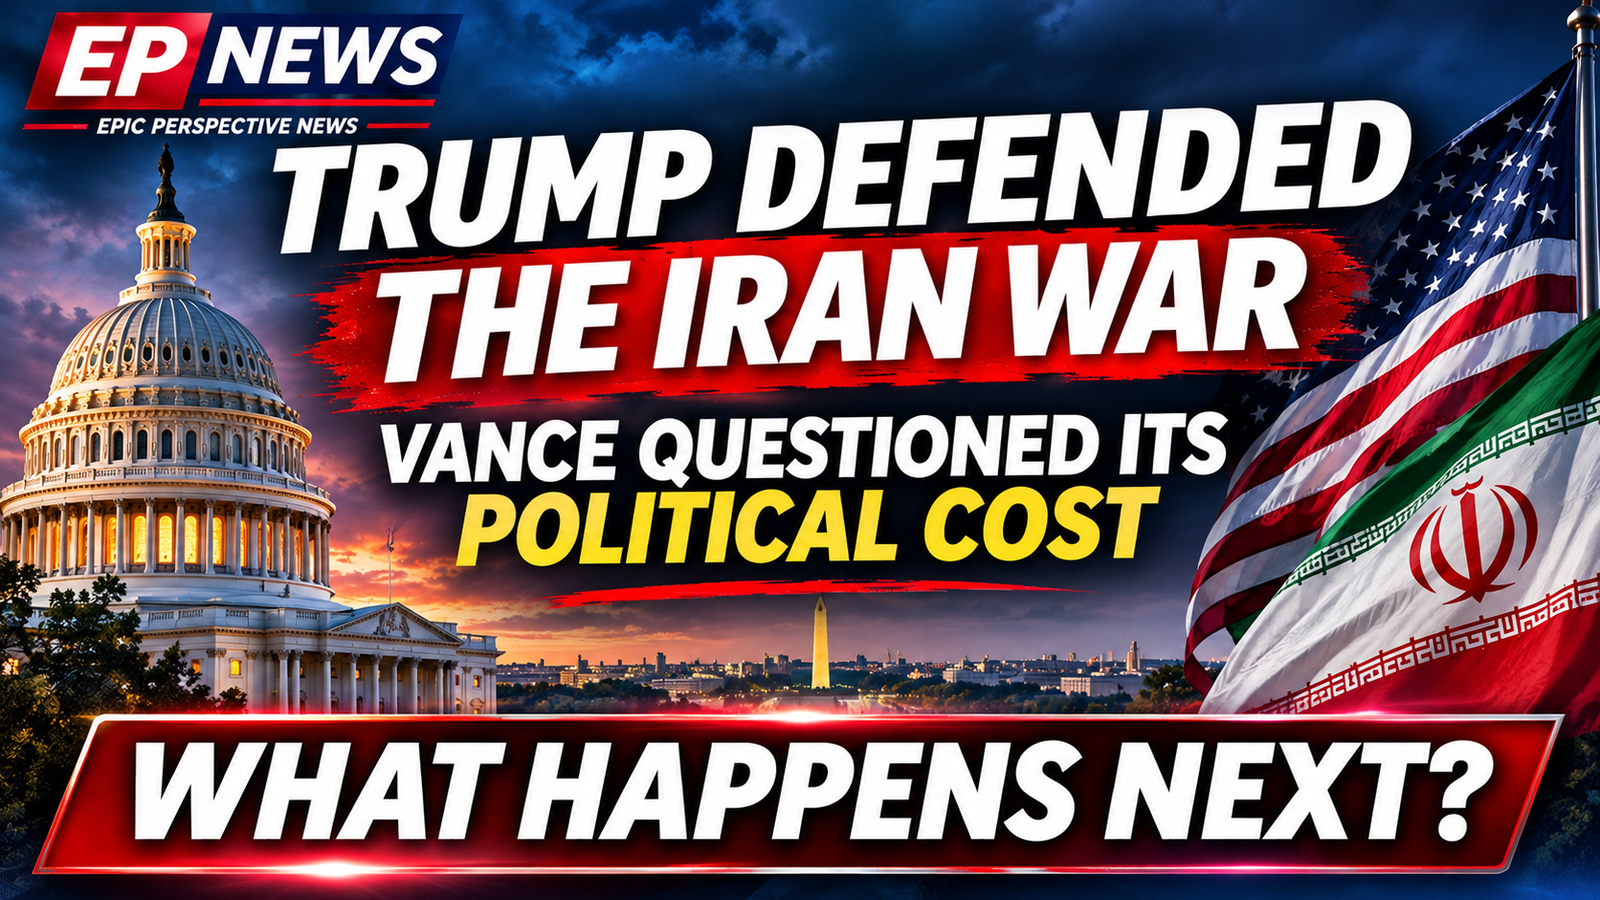 EP NEWS
EPIC PERSPECTIVE NEWS
TRUMP DEFENDED
THE IRAN WAR
VANCE QUESTIONED ITS
POLITICAL COST
WHAT HAPPENS NEXT?